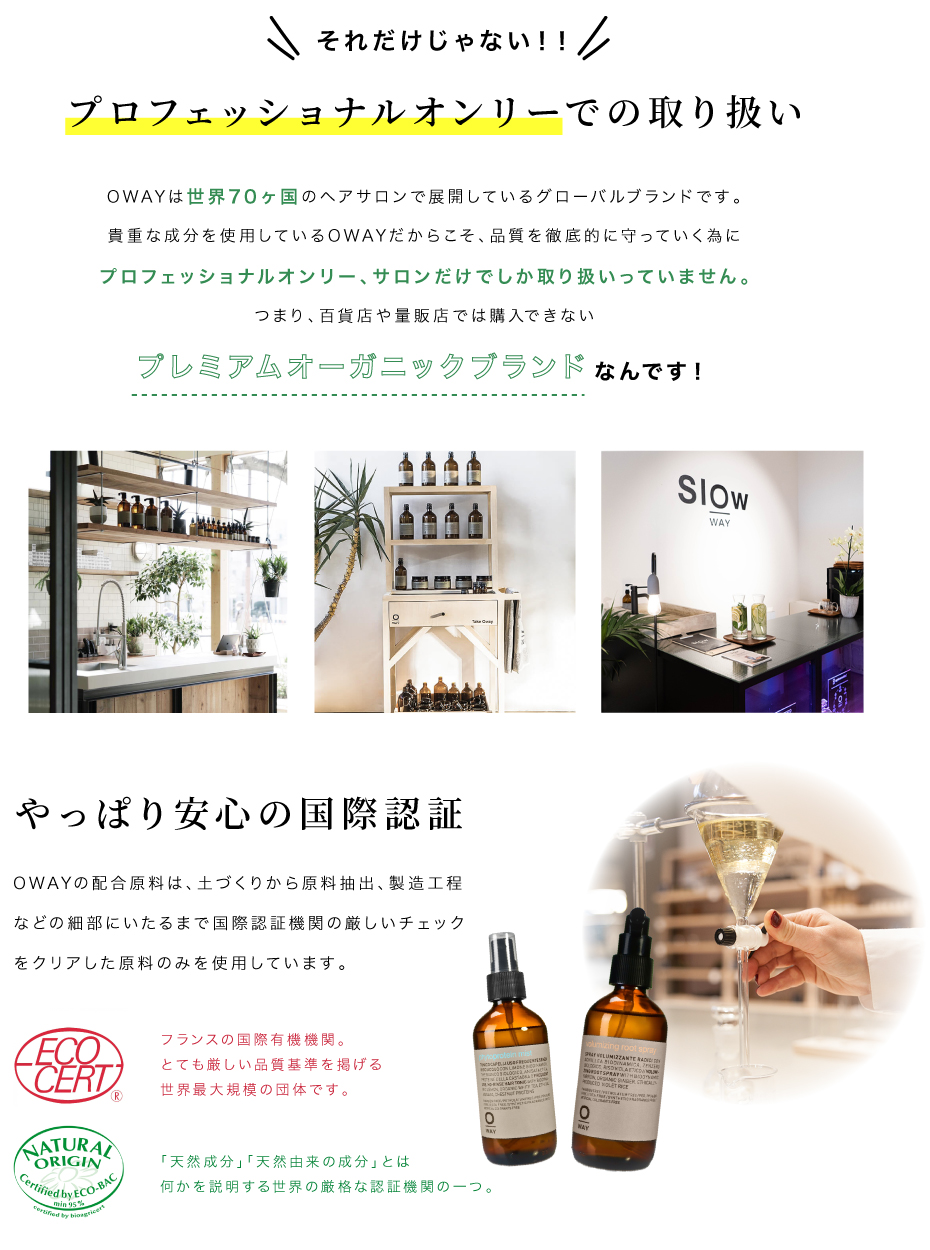 それだけじゃない！！
プロフェッショナルオンリーでの取り扱い
OWAYは世界70ヶ国のヘアサロンで展開しているグローバルブランドです。
貴重な成分を使用しているOWAYだからこそ、品質を徹底的に守っていく為に
プロフェッショナルオンリー、サロンだけでしか取り扱いっていません。
つまり、百貨店や量販店では購入できない
プレミアムオーガニックブランドなんです！
SlOw
WAY
O
WAY
Take Oway
やっぱり安心の国際認証
OWAYの配合原料は、土づくりから原料抽出、製造工程
などの細部にいたるまで国際認証機関の厳しいチェック
をクリアした原料のみを使用しています。
ECO
CERT®
フランスの国際有機機関。
とても厳しい品質基準を掲げる
世界最大規模の団体です。
NATURAL
ORIGIN
Certified by ECO-BAC
min 95 %
certified by bioagricert
「天然成分」「天然由来の成分」とは
何かを説明する世界の厳格な認証機関の一つ。
O
WAY
SPRAY VOLUMIZZANTE RADICI
O
WAY